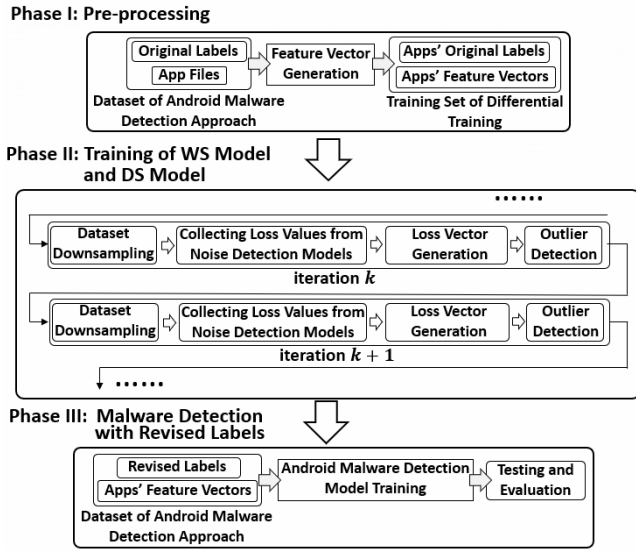 Phase I: Pre-processing
Original Labels
App Files
Dataset of Android Malware
Detection Approach
Feature Vector
Generation
Apps' Original Labels
Apps' Feature Vectors
Training Set of Differential
Training
Phase II: Training of WS Model
and DS Model
......
Dataset
Downsampling
Collecting Loss Values from
Noise Detection Models
Loss Vector
Generation
Outlier
Detection
iteration k
Dataset
Downsampling
Collecting Loss Values from
Noise Detection Models
Loss Vector
Generation
Outlier
Detection
iteration k + 1
......
Phase III: Malware Detection
with Revised Labels
Revised Labels
Apps' Feature Vectors
Dataset of Android Malware
Detection Approach
Android Malware Detection
Model Training
Testing and
Evaluation